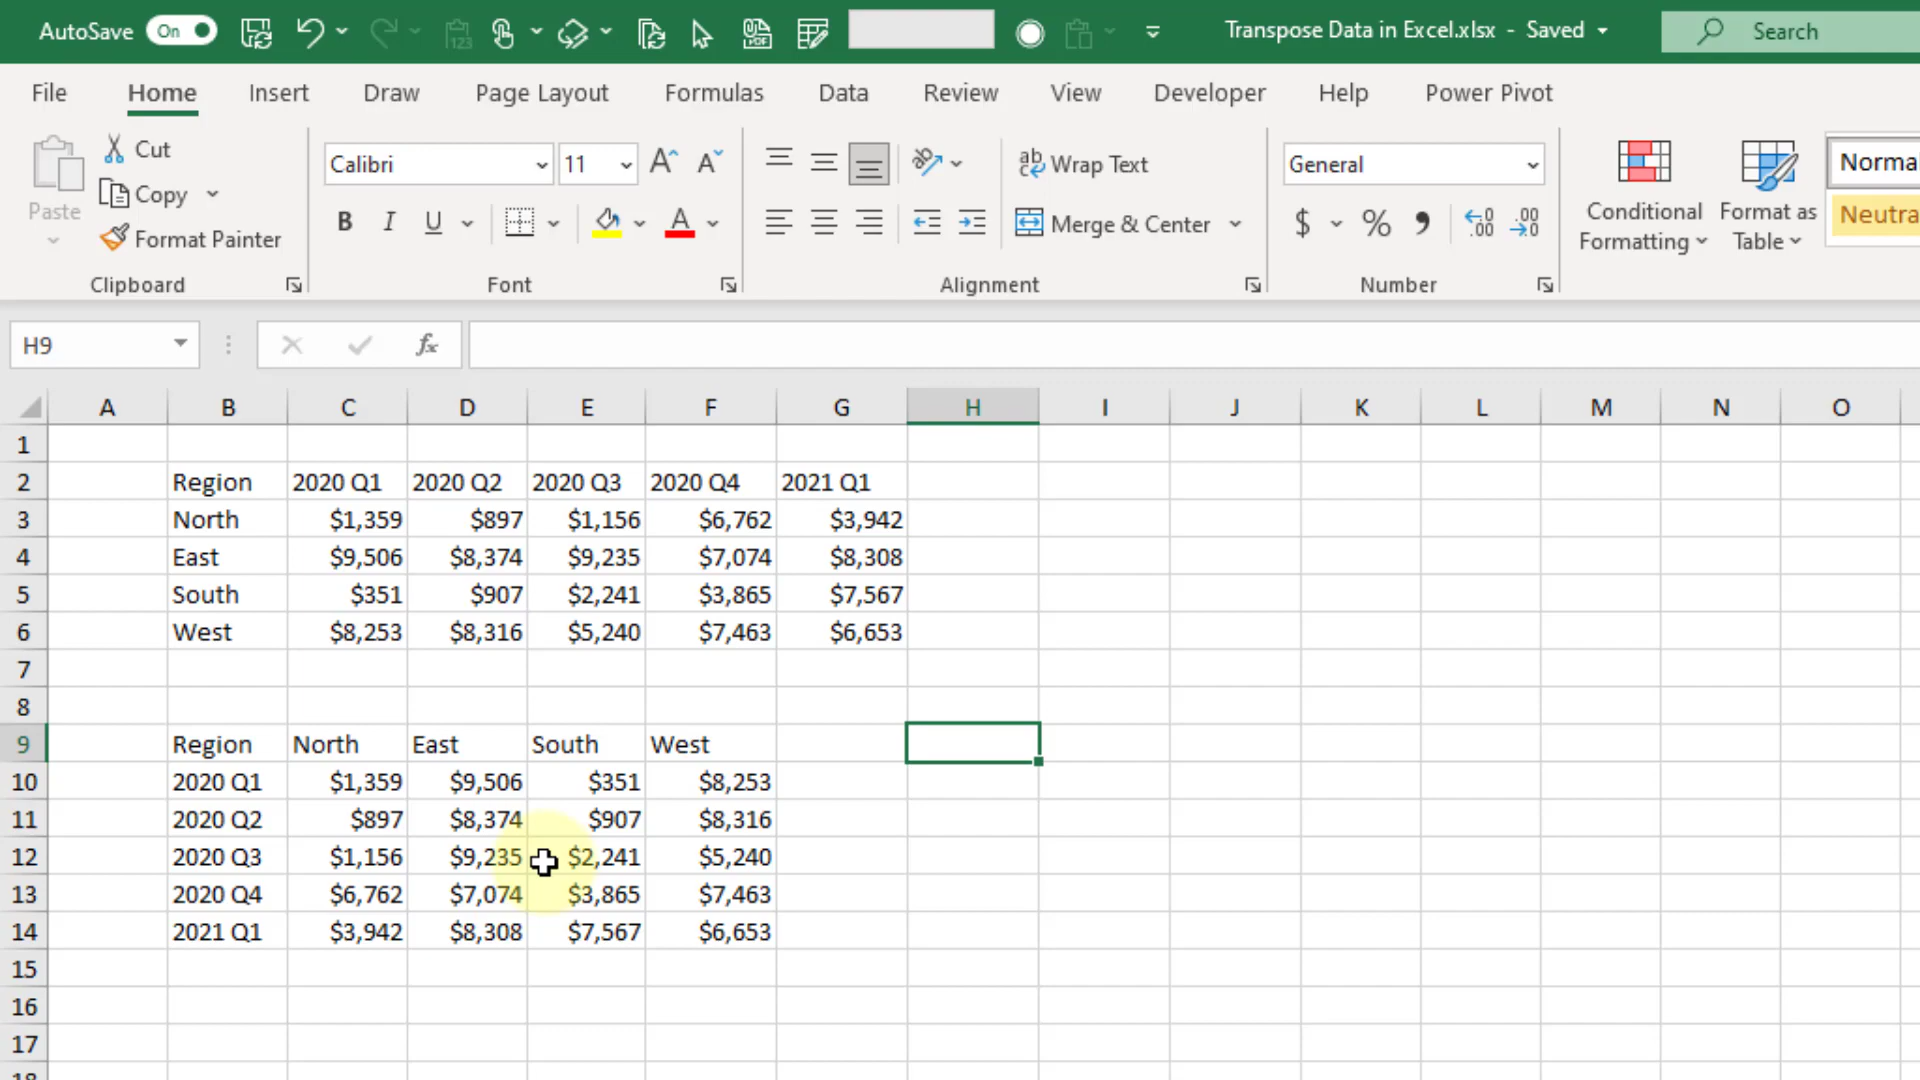 AutoSave On Transpose Data in Excel.xlsx - Saved Search
File Home Insert Draw Page Layout Formulas Data Review View Developer Help Power Pivot
Paste
Cut
Copy
Format Painter
Clipboard
Calibri 11
B I U
Font
Wrap Text
Merge & Center
Alignment
General
$ %
Number
Conditional
Formatting
Format as
Table
Norma
Neutra
H9 fx
A B C D E F G H I J K L M N O
1
2 Region 2020 Q1 2020 Q2 2020 Q3 2020 Q4 2021 Q1
3 North $1,359 $897 $1,156 $6,762 $3,942
4 East $9,506 $8,374 $9,235 $7,074 $8,308
5 South $351 $907 $2,241 $3,865 $7,567
6 West $8,253 $8,316 $5,240 $7,463 $6,653
7
8
9 Region North East South West
10 2020 Q1 $1,359 $9,506 $351 $8,253
11 2020 Q2 $897 $8,374 $907 $8,316
12 2020 Q3 $1,156 $9,235 $2,241 $5,240
13 2020 Q4 $6,762 $7,074 $3,865 $7,463
14 2021 Q1 $3,942 $8,308 $7,567 $6,653
15
16
17
18